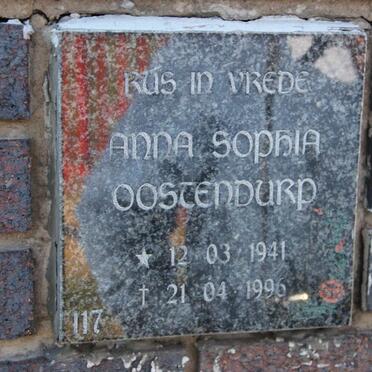 RUS IN VREDE
ANNA SOPHIA
OOSTENDURP
★ 12 03 1941
† 21 04 1996
117